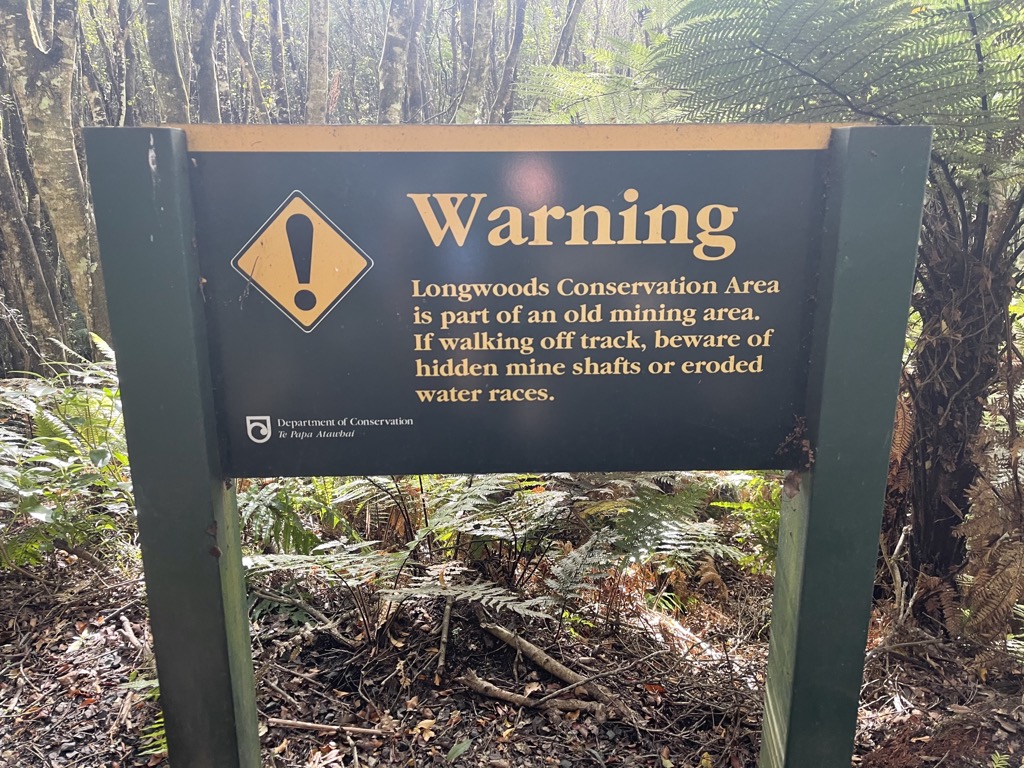 Warning
Longwoods Conservation Area
is part of an old mining area.
If walking off track, beware of
hidden mine shafts or eroded
water races.
Department of Conservation
Te Papa Atawhai